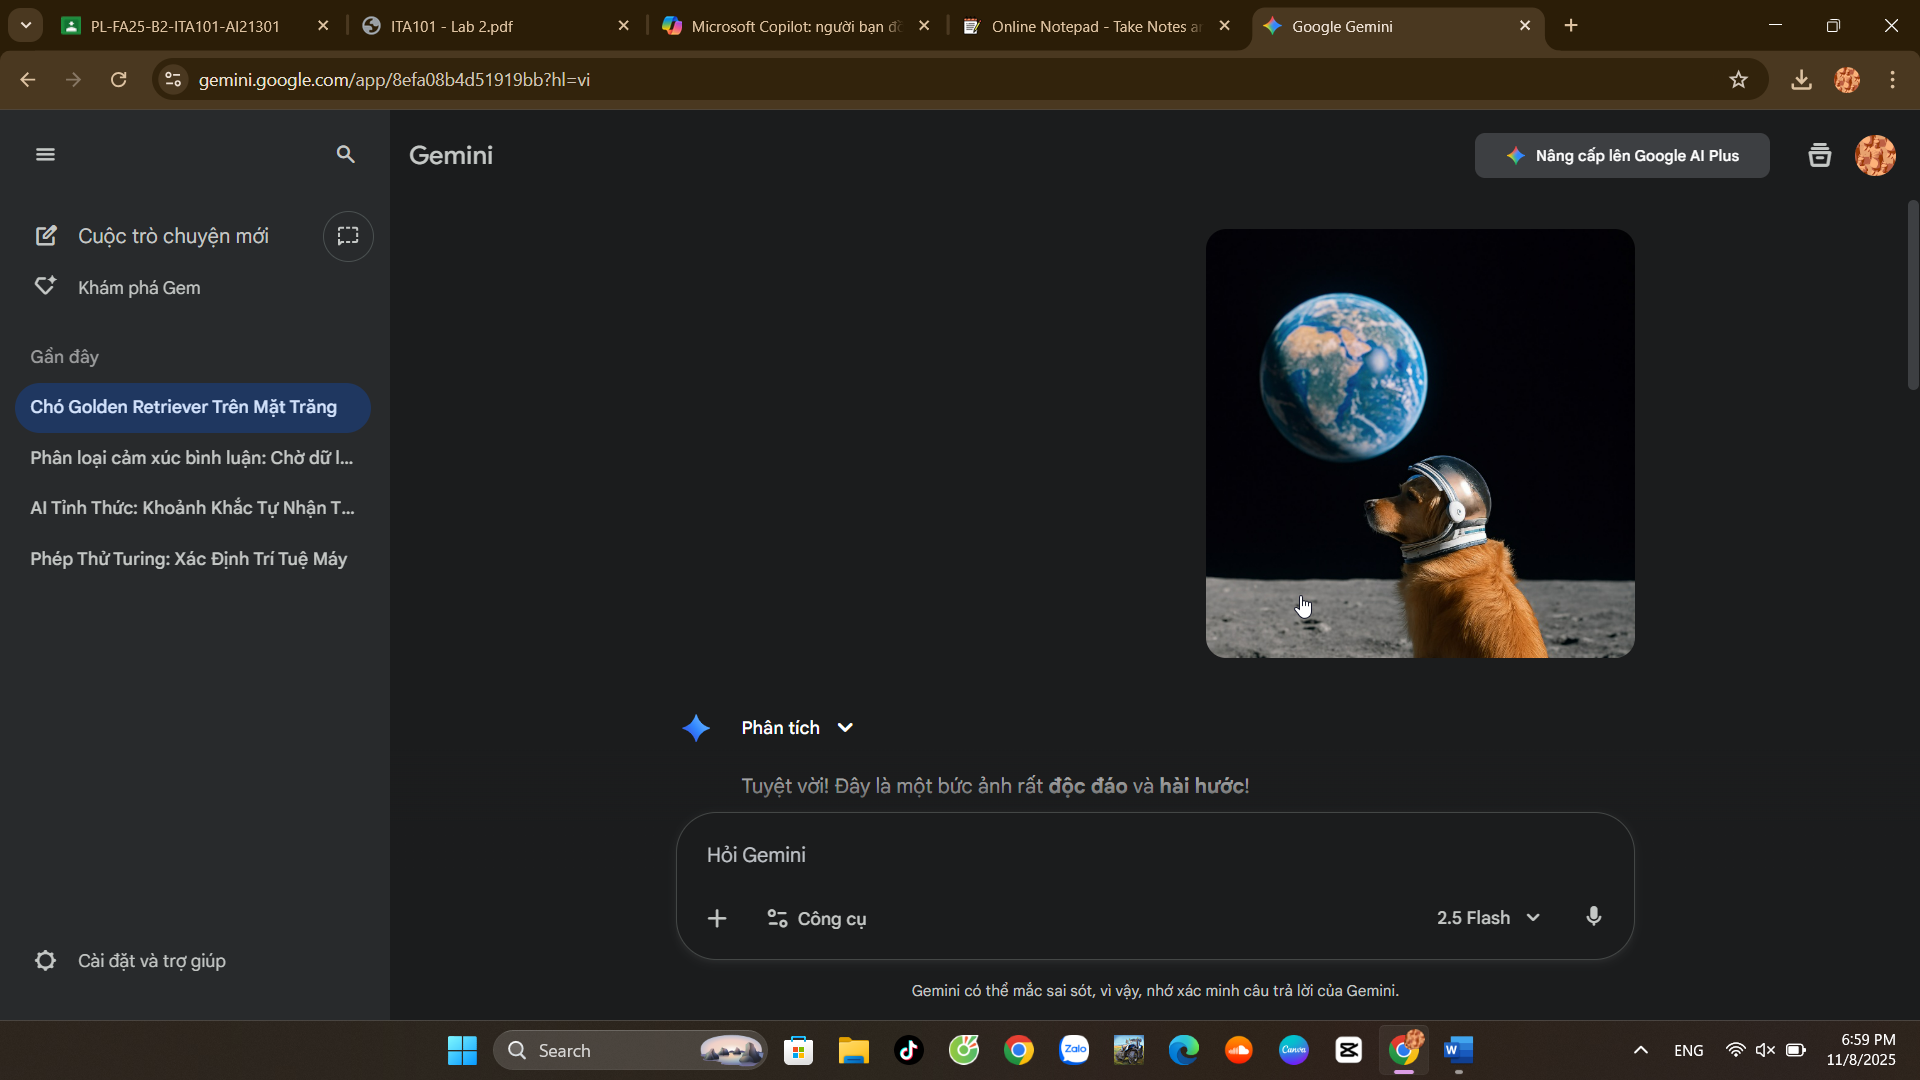 PL-FA25-B2-ITA101-AI21301
ITA101 - Lab 2.pdf
Microsoft Copilot: người bạn đồ
Online Notepad - Take Notes an
Google Gemini
gemini.google.com/app/8efa08b4d51919bb?hl=vi
Gemini
Nâng cấp lên Google AI Plus
Cuộc trò chuyện mới
Khám phá Gem
Gần đây
Chó Golden Retriever Trên Mặt Trăng
Phân loại cảm xúc bình luận: Chờ dữ l...
AI Tỉnh Thức: Khoảnh Khắc Tự Nhận T...
Phép Thử Turing: Xác Định Trí Tuệ Máy
Phân tích
Tuyệt vời! Đây là một bức ảnh rất độc đáo và hài hước!
Hỏi Gemini
Công cụ
2.5 Flash
Cài đặt và trợ giúp
Gemini có thể mắc sai sót, vì vậy, nhớ xác minh câu trả lời của Gemini.
Search
Zalo
Canva
W
ENG
6:59 PM
11/8/2025